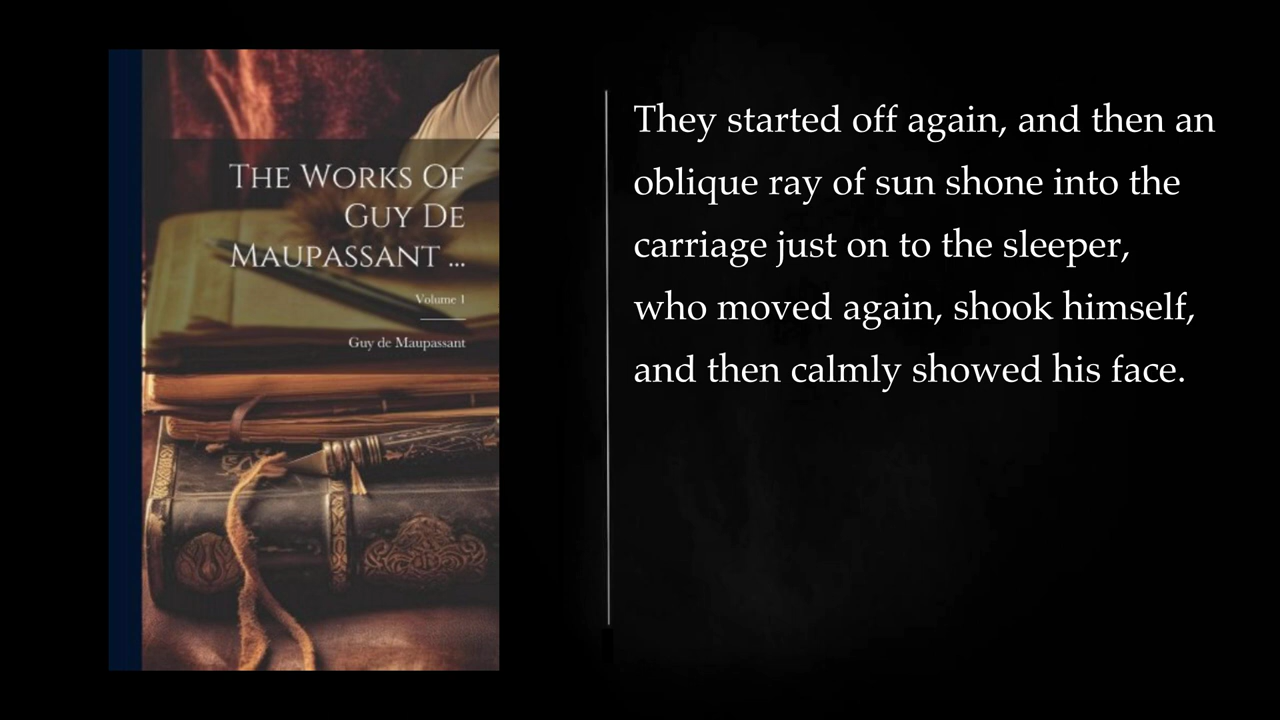 The Works Of
Guy De
Maupassant ...
Volume 1
Guy de Maupassant
They started off again, and then an
oblique ray of sun shone into the
carriage just on to the sleeper,
who moved again, shook himself,
and then calmly showed his face.